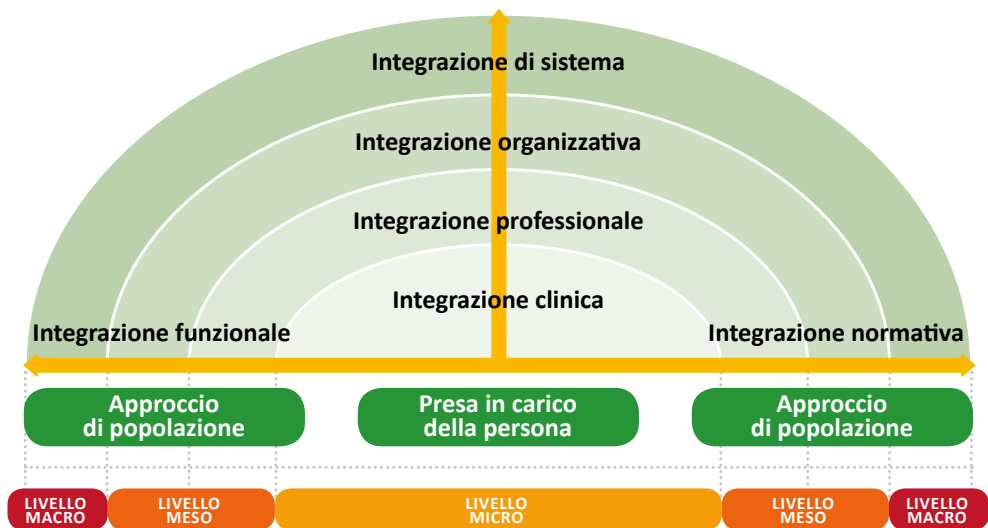 Integrazione di sistema
Integrazione organizzativa
Integrazione professionale
Integrazione clinica
Integrazione funzionale
Integrazione normativa
Approccio
di popolazione
Presa in carico
della persona
Approccio
di popolazione
LIVELLO
MACRO
LIVELLO
MESO
LIVELLO
MICRO
LIVELLO
MESO
LIVELLO
MACRO